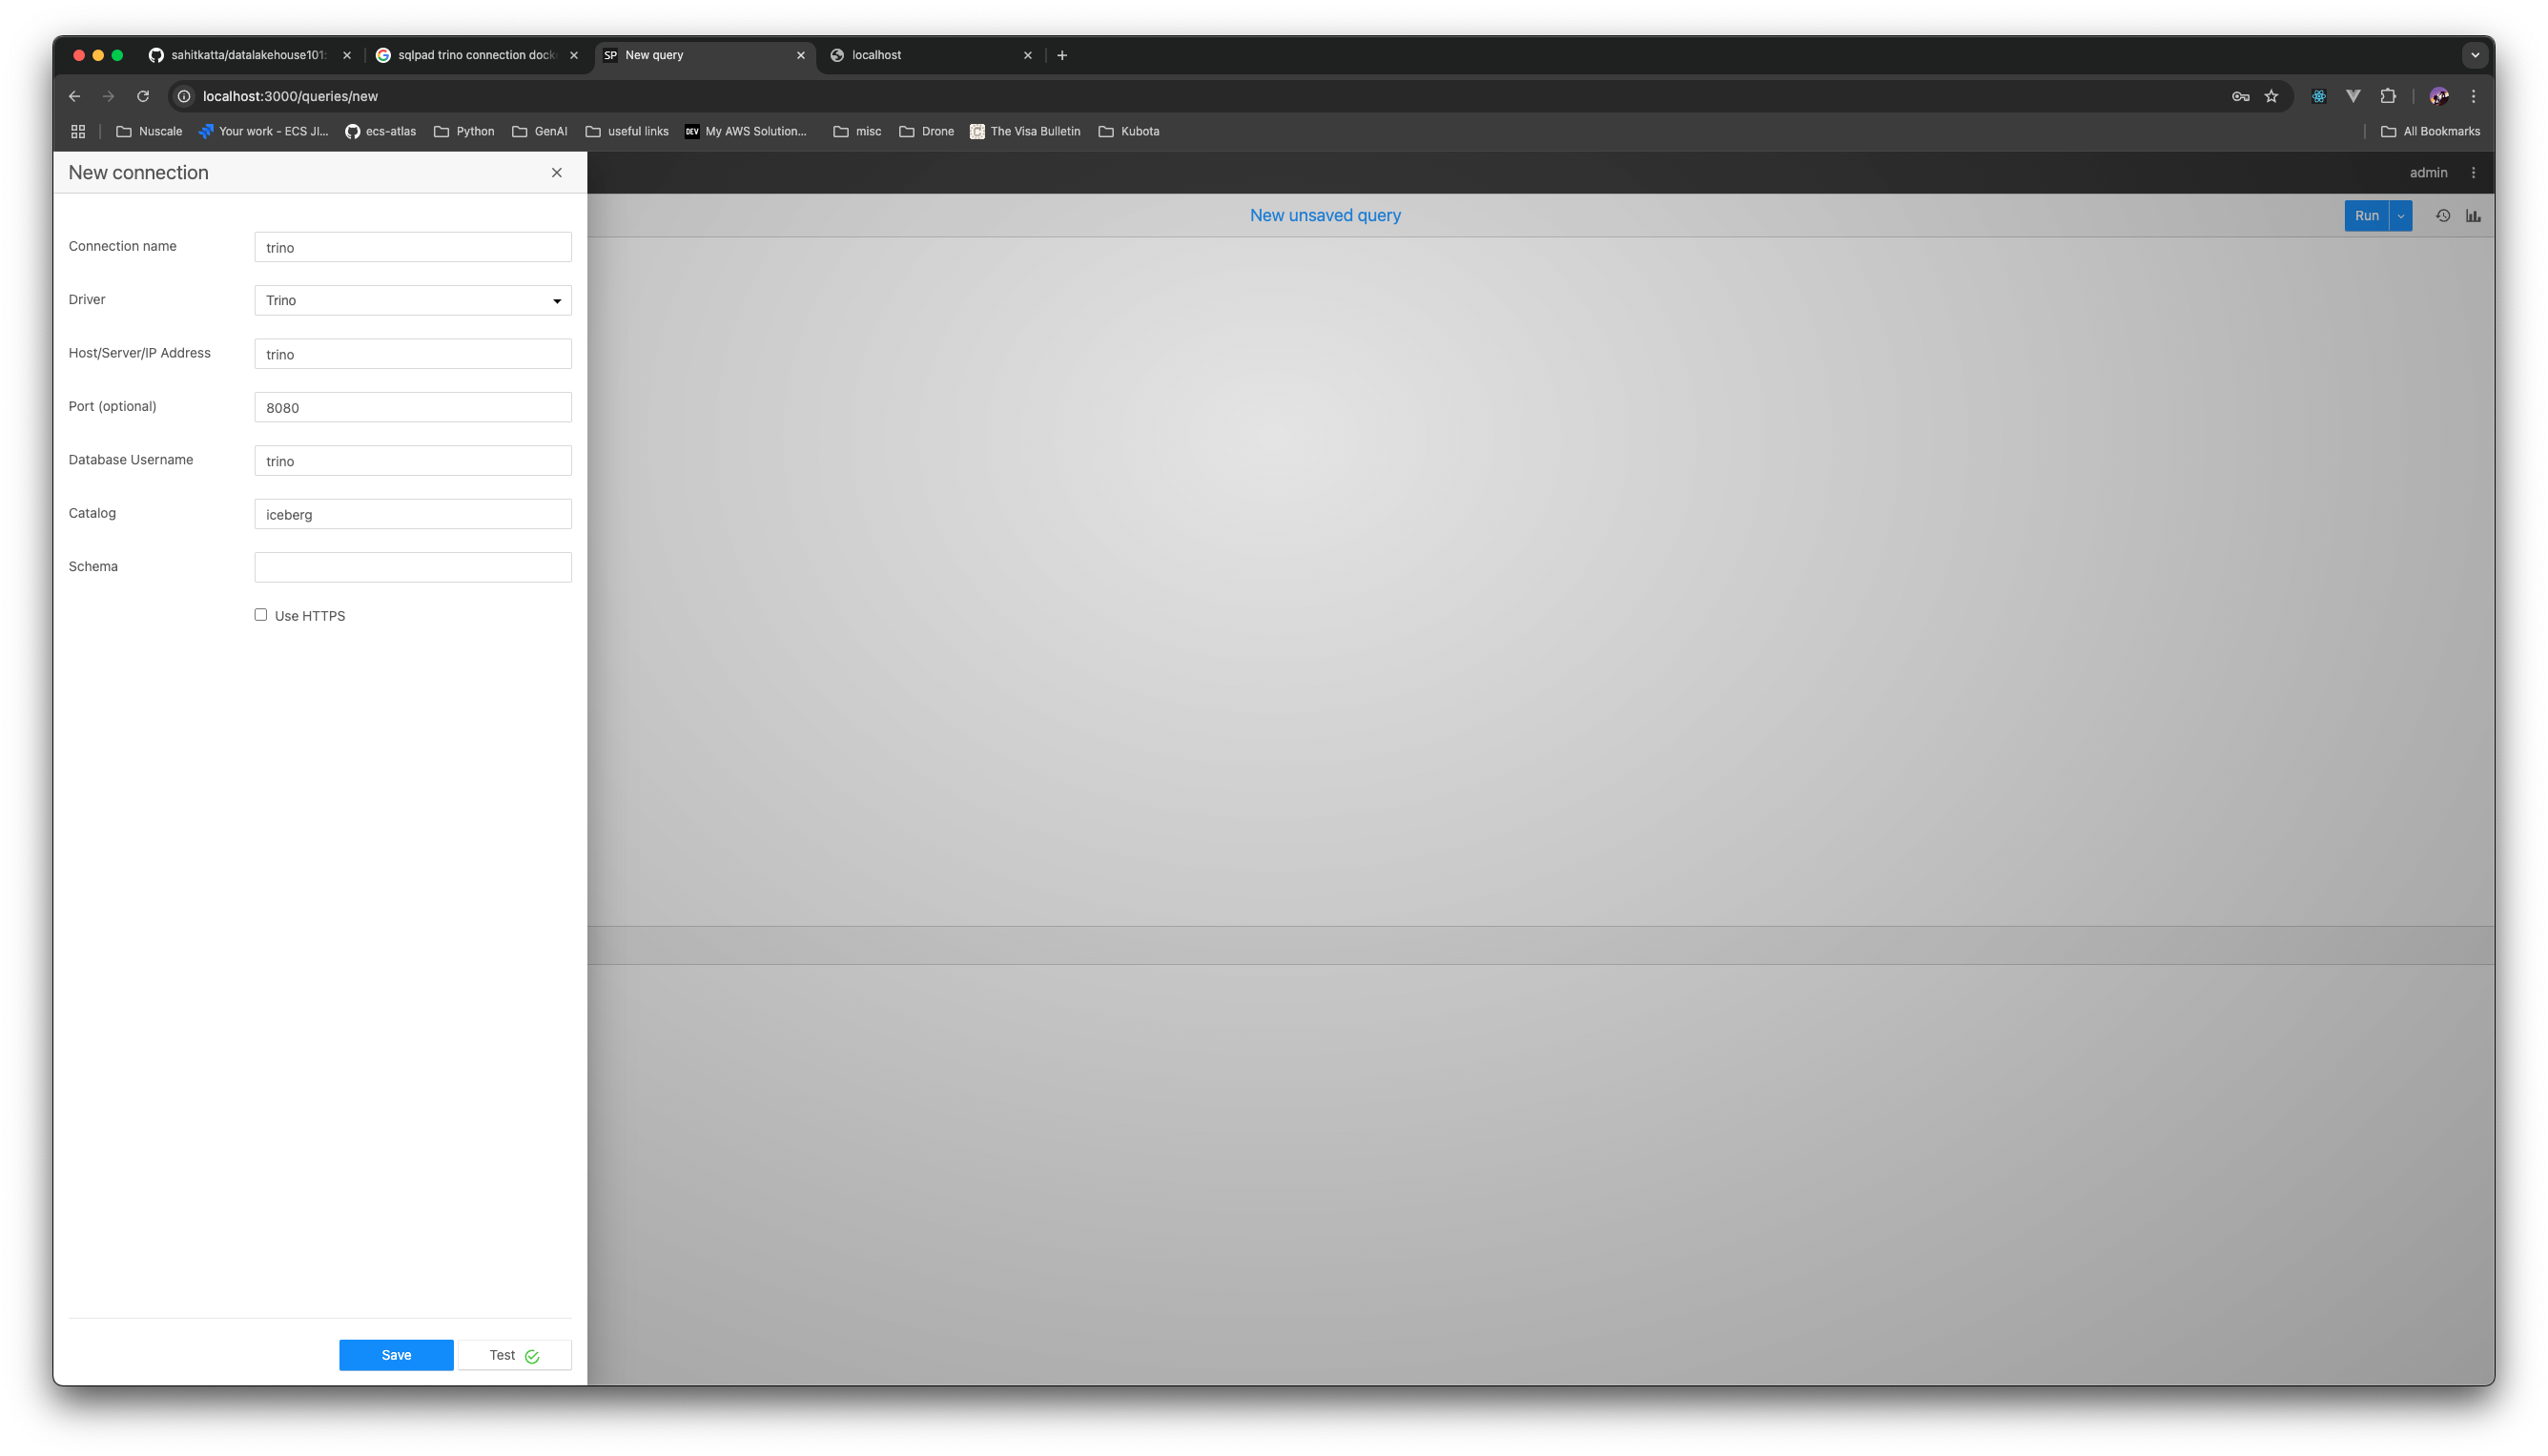 sahitkatta/datalakehouse101:
sqlpad trino connection dock
SP New query
localhost
localhost:3000/queries/new
Nuscale
Your work - ECS JI...
ecs-atlas
Python
GenAI
useful links
DEV My AWS Solution...
misc
Drone
The Visa Bulletin
Kubota
All Bookmarks
New connection
admin
New unsaved query
Run
Connection name
trino
Driver
Trino
Host/Server/IP Address
trino
Port (optional)
8080
Database Username
trino
Catalog
iceberg
Schema
Use HTTPS
Save
Test